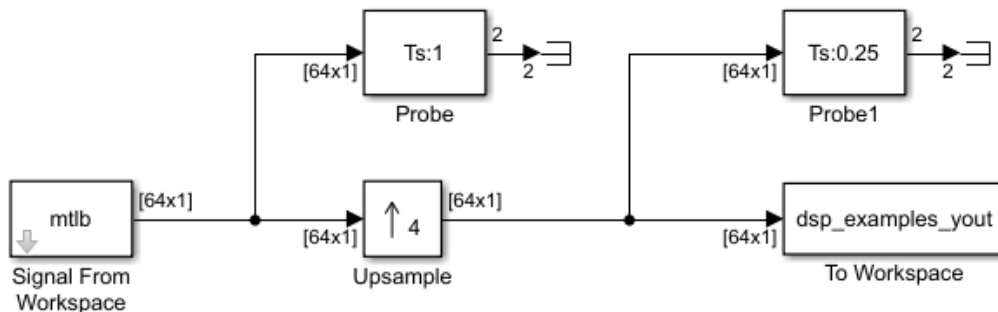 2
2
Ts:1
Ts:0.25
[64x1]
2
[64x1]
2
Probe
Probe1
[64x1]
[64x1]
mtlb
4
dsp_examples_yout
[64x1]
[64x1]
Signal From
Workspace
Upsample
To Workspace